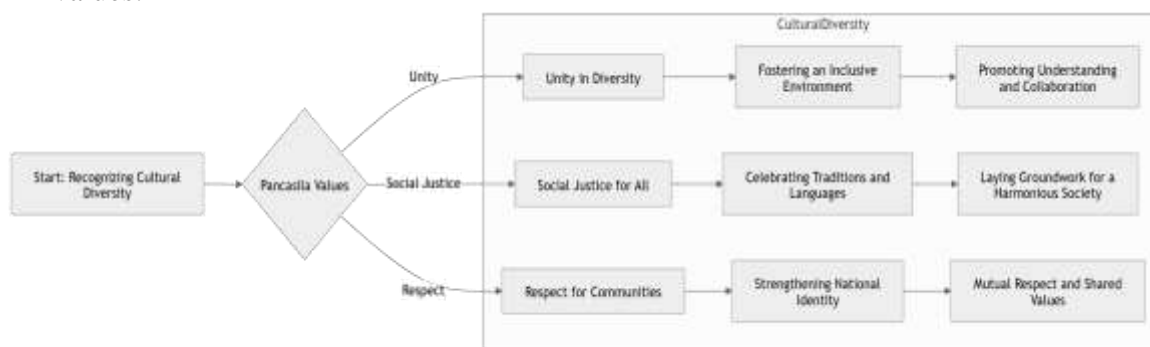 CulturalDiversity
Start: Recognizing Cultural
Diversity
Pancasila Values
Unity
Unity in Diversity
Fostering an Inclusive
Environment
Promoting Understanding
and Collaboration
Social Justice
Social Justice for All
Celebrating Traditions and
Languages
Laying Groundwork for a
Harmonious Society
Respect
Respect for Communities
Strengthening National
Identity
Mutual Respect and Shared
Values